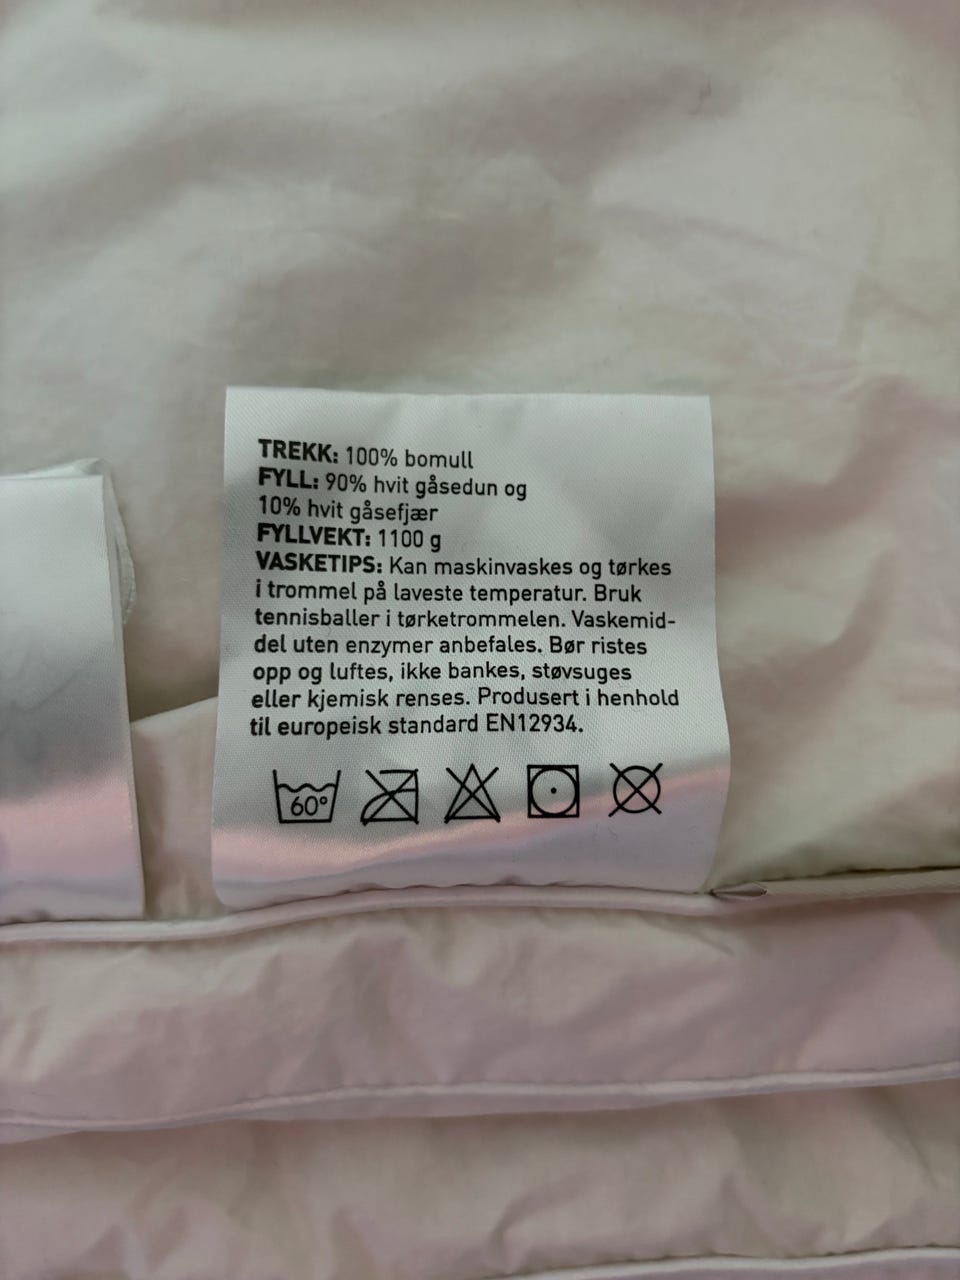 TREKK: 100% bomull
FYLL: 90% hvit gåsedun og
10% hvit gåsefjær
FYLLVEKT: 1100 g
VASKETIPS: Kan maskinvaskes og tørkes
i trommel på laveste temperatur. Bruk
tennisballer i tørketrommelen. Vaskemid-
del uten enzymer anbefales. Bør ristes
opp og luftes, ikke bankes, støvsuges
eller kjemisk renses. Produsert i henhold
til europeisk standard EN12934.
60°